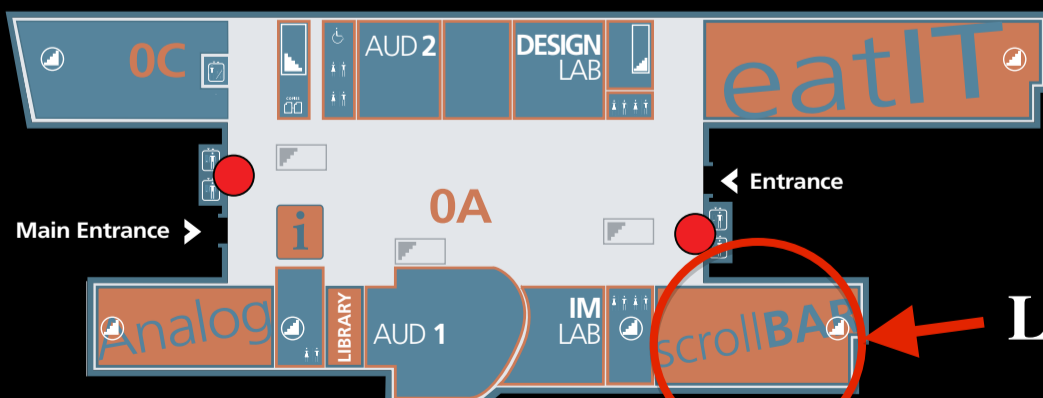 0C
AUD 2
DESIGN
LAB
eatIT
Entrance
0A
Main Entrance
i
Analog
LIBRARY
AUD 1
IM
LAB
scrollBAR
L